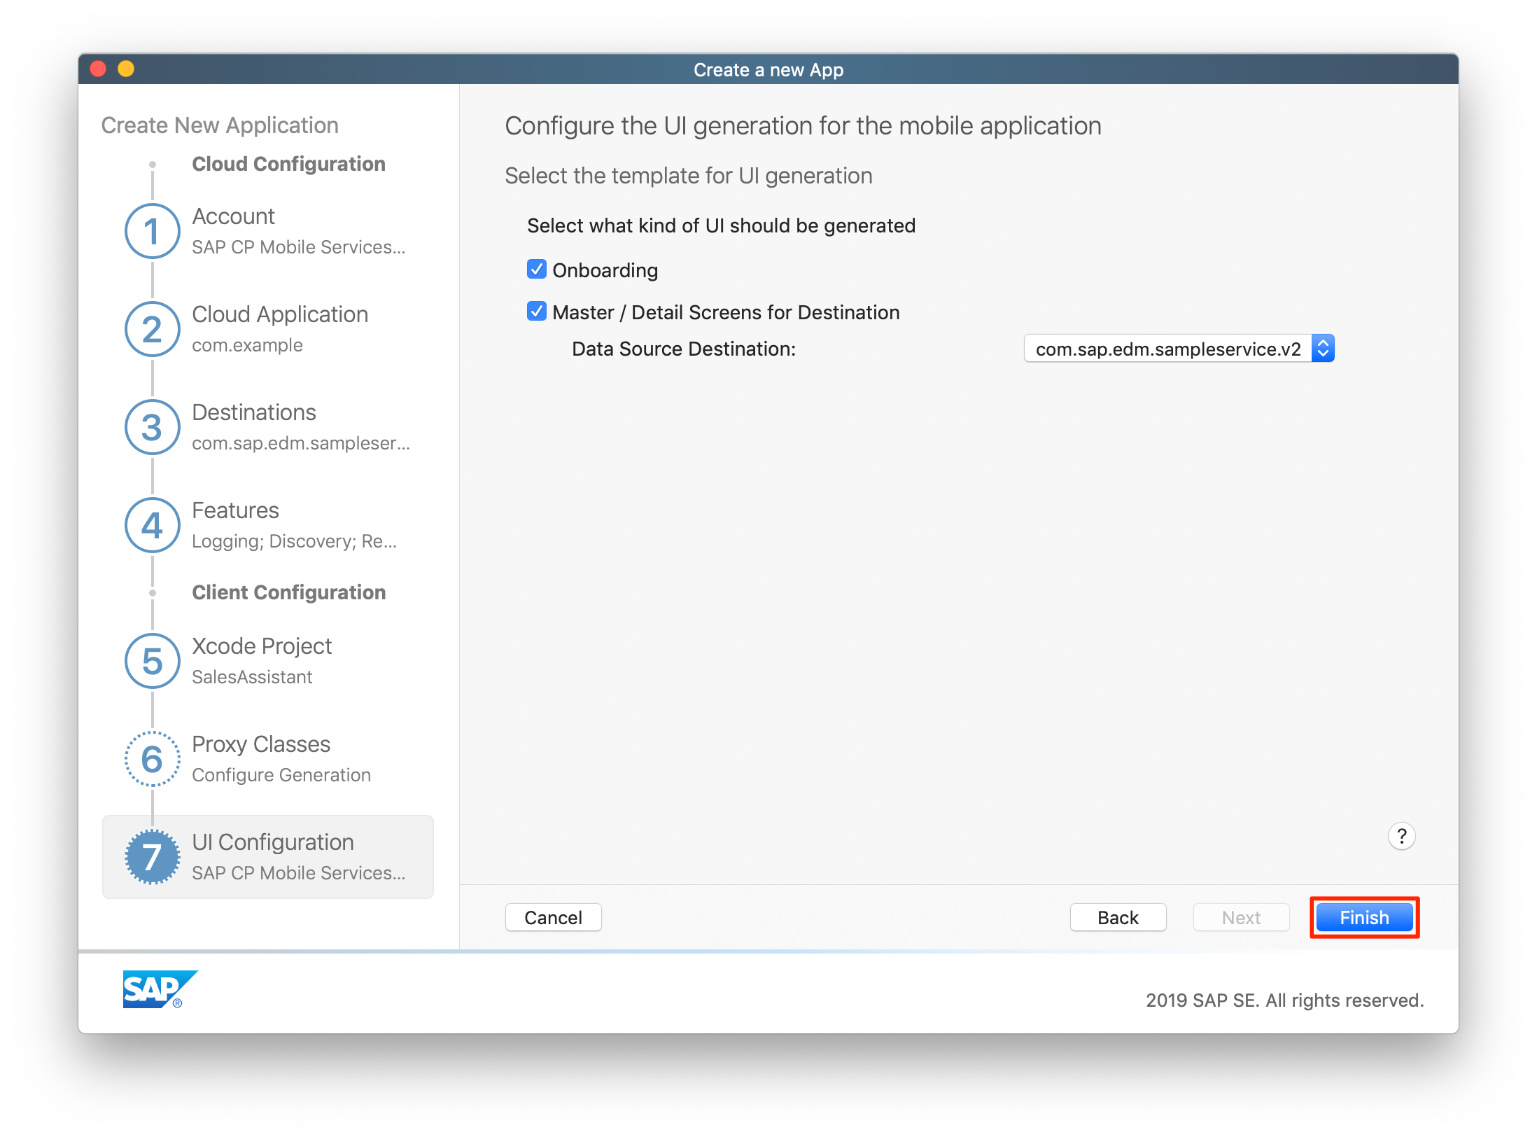 Create a new App
Create New Application
Cloud Configuration
1
Account
SAP CP Mobile Services...
2
Cloud Application
com.example
3
Destinations
com.sap.edm.sampleser...
4
Features
Logging; Discovery; Re...
Client Configuration
5
Xcode Project
SalesAssistant
6
Proxy Classes
Configure Generation
7
UI Configuration
SAP CP Mobile Services...
Configure the UI generation for the mobile application
Select the template for UI generation
Select what kind of UI should be generated
Onboarding
Master / Detail Screens for Destination
Data Source Destination: com.sap.edm.sampleservice.v2
?
Cancel Back Next Finish
SAP®
2019 SAP SE. All rights reserved.